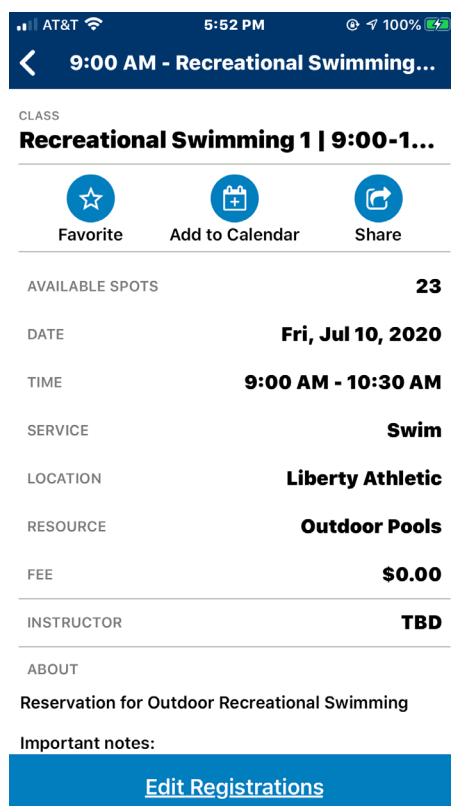 AT&T 5:52 PM 100%
9:00 AM - Recreational Swimming...
CLASS
Recreational Swimming 1 | 9:00-1...
Favorite Add to Calendar Share
AVAILABLE SPOTS 23
DATE Fri, Jul 10, 2020
TIME 9:00 AM - 10:30 AM
SERVICE Swim
LOCATION Liberty Athletic
RESOURCE Outdoor Pools
FEE $0.00
INSTRUCTOR TBD
ABOUT
Reservation for Outdoor Recreational Swimming
Important notes:
Edit Registrations